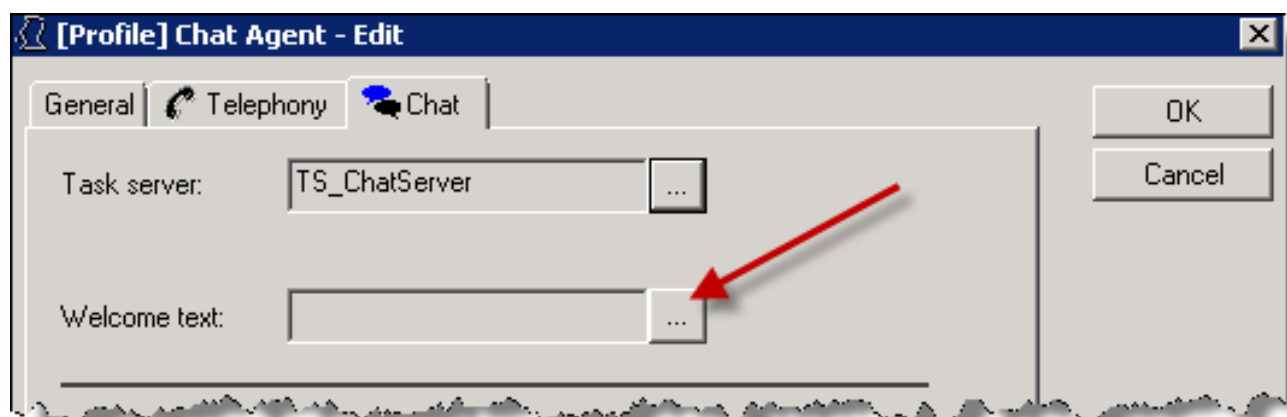 [Profile] Chat Agent - Edit
General Telephony Chat
OK
Task server: TS_ChatServer ...
Cancel
Welcome text: ...